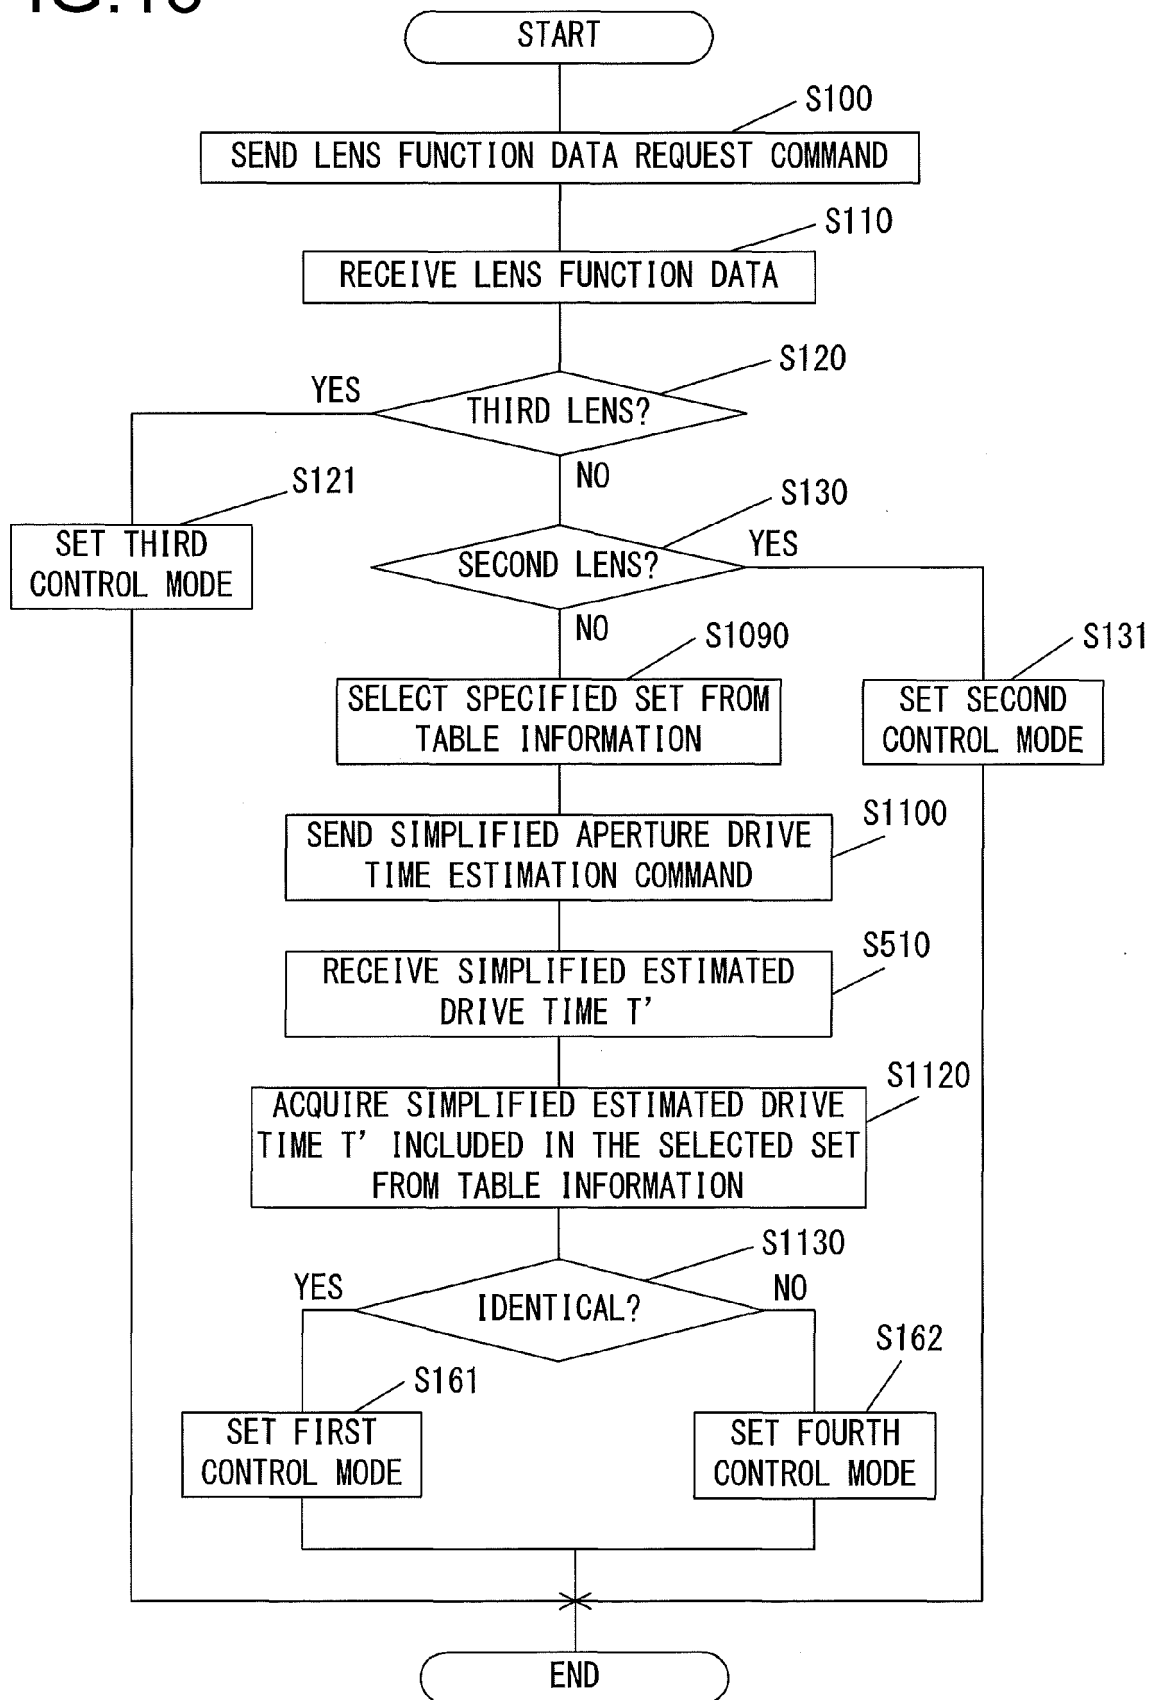 START
S100
SEND LENS FUNCTION DATA REQUEST COMMAND
S110
RECEIVE LENS FUNCTION DATA
S120
YES
THIRD LENS?
NO
S121
SET THIRD
CONTROL MODE
S130
SECOND LENS?
YES
NO
S1090
SELECT SPECIFIED SET FROM
TABLE INFORMATION
S131
SET SECOND
CONTROL MODE
S1100
SEND SIMPLIFIED APERTURE DRIVE
TIME ESTIMATION COMMAND
S510
RECEIVE SIMPLIFIED ESTIMATED
DRIVE TIME T'
S1120
ACQUIRE SIMPLIFIED ESTIMATED DRIVE
TIME T' INCLUDED IN THE SELECTED SET
FROM TABLE INFORMATION
S1130
YES
IDENTICAL?
NO
S161
SET FIRST
CONTROL MODE
S162
SET FOURTH
CONTROL MODE
END